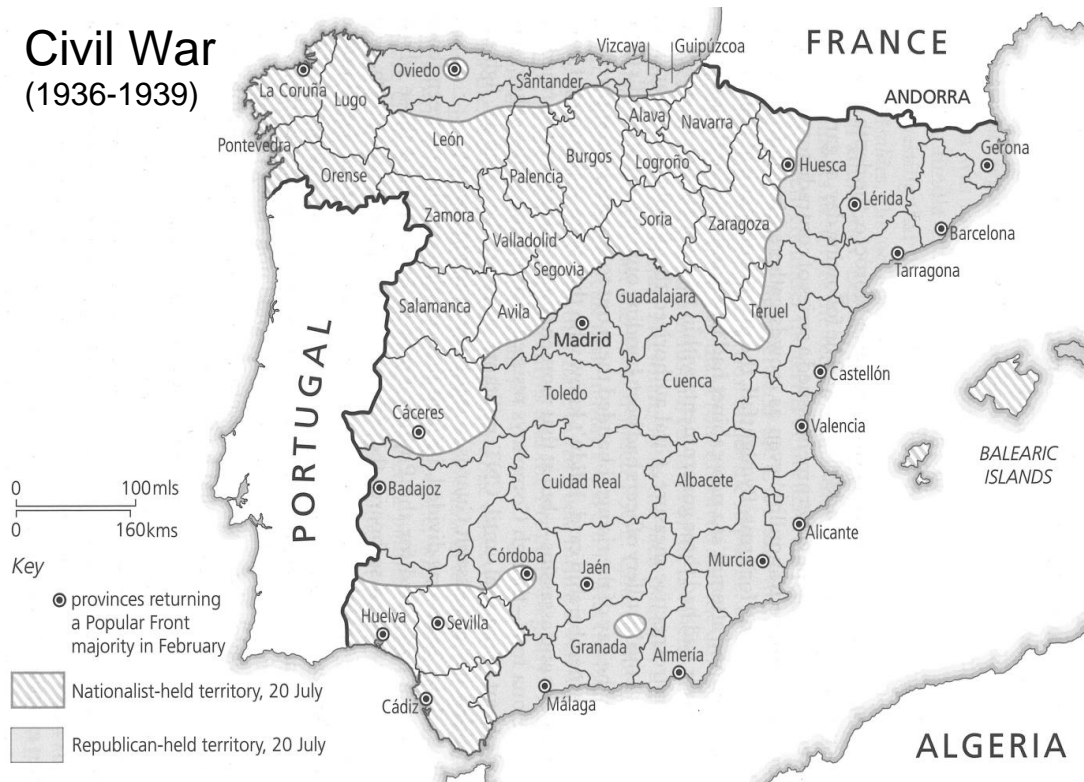 Civil War
(1936-1939)
Vizcaya
Guipúzcoa
FRANCE
Oviedo
Santander
La Coruña
Lugo
ANDORRA
Alava
Navarra
León
Pontevedra
Burgos
Gerona
Logroño
Huesca
Palencia
Orense
Lérida
Zamora
Soria
Zaragoza
Valladolid
Barcelona
Segovia
Tarragona
Salamanca
Avila
Guadalajara
Teruel
Madrid
PORTUGAL
Castellón
Cuenca
Toledo
Cáceres
Valencia
BALEARIC
ISLANDS
Cuidad Real
Albacete
Badajoz
0 100mls
0 160kms
Alicante
Córdoba
Murcia
Jaén
Key
provinces returning
a Popular Front
majority in February
Huelva
Sevilla
Granada
Almería
Nationalist-held territory, 20 July
Cádiz
Málaga
Republican-held territory, 20 July
ALGERIA